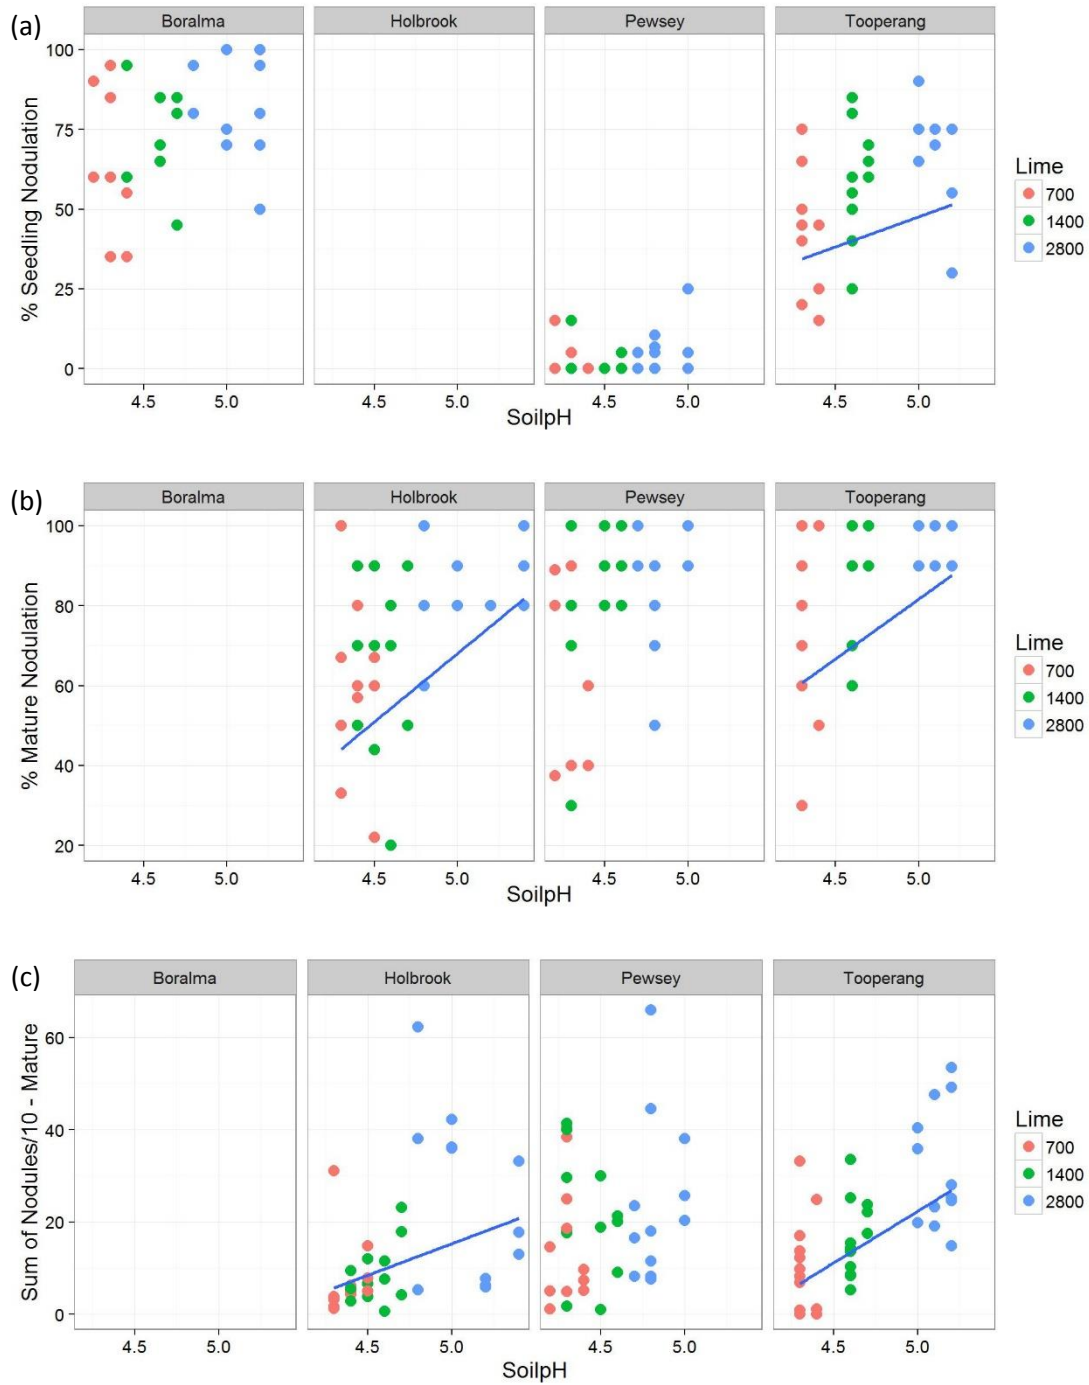 (a)
Boralma Holbrook Pewsey Tooperang
% Seedling Nodulation
100
75
50
25
0
4.5 5.0 4.5 5.0 4.5 5.0 4.5 5.0
SoilpH
Lime
700
1400
2800
(b)
Boralma Holbrook Pewsey Tooperang
% Mature Nodulation
100
80
60
40
20
4.5 5.0 4.5 5.0 4.5 5.0 4.5 5.0
SoilpH
Lime
700
1400
2800
(c)
Boralma Holbrook Pewsey Tooperang
Sum of Nodules/10 - Mature
60
40
20
0
4.5 5.0 4.5 5.0 4.5 5.0 4.5 5.0
SoilpH
Lime
700
1400
2800